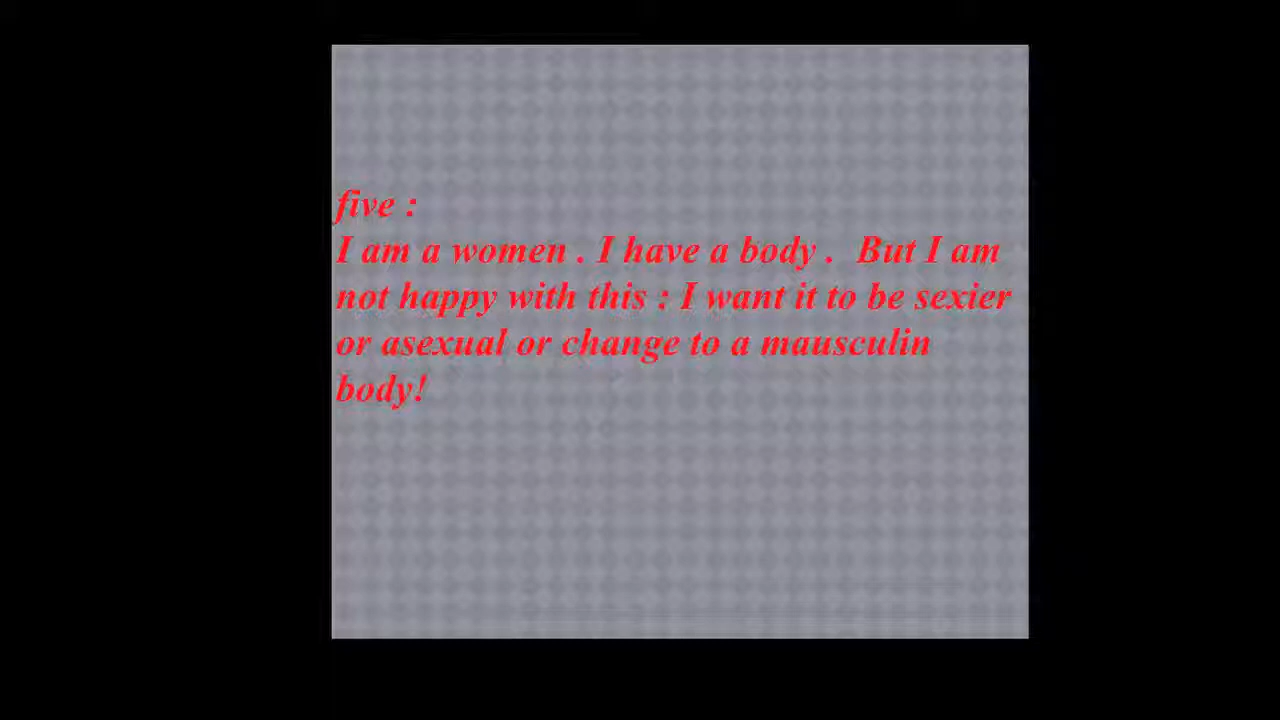 five :
I am a women . I have a body .  But I am
not happy with this : I want it to be sexier
or asexual or change to a mausculin
body!